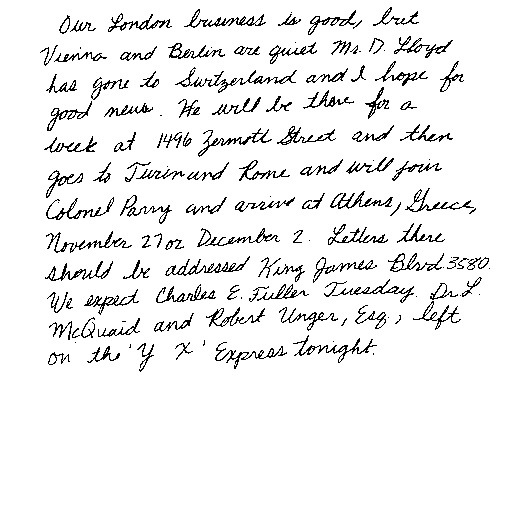 Our London business is good, but
Vienna and Berlin are quiet Mr. D. Lloyd
has gone to Switzerland and I hope for
good news. He will be there for a
week at 1496 Zermott Street and then
goes to Turin and Rome and will join
Colonel Parry and arrive at Athens, Greece,
November 27 or December 2. Letters there
should be addressed King James Blvd. 3580.
We expect Charles E. Fuller Tuesday. Dr. L.
McQuaid and Robert Unger, Esq., left
on the 'Y X' Express tonight.